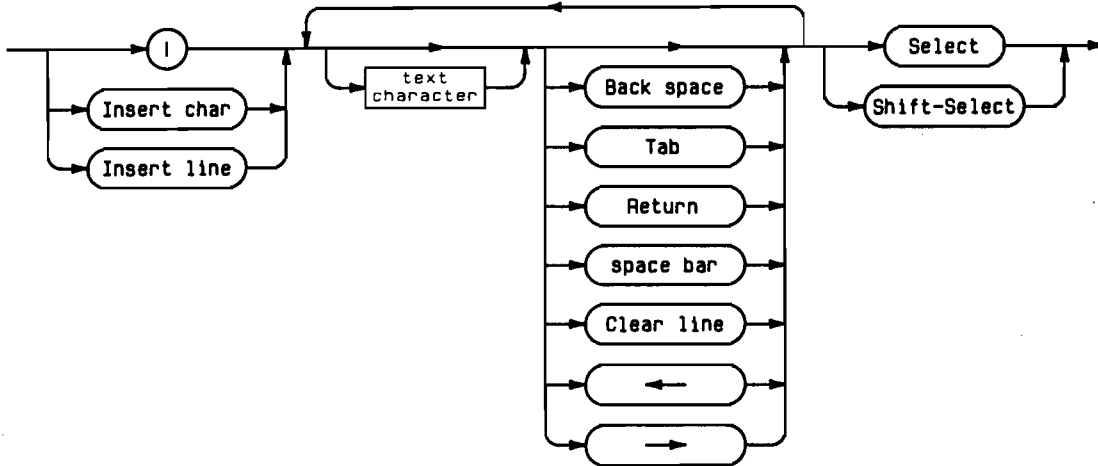 I
Insert char
Insert line
text
character
Back space
Tab
Return
space bar
Clear line
←
→
Select
Shift-Select